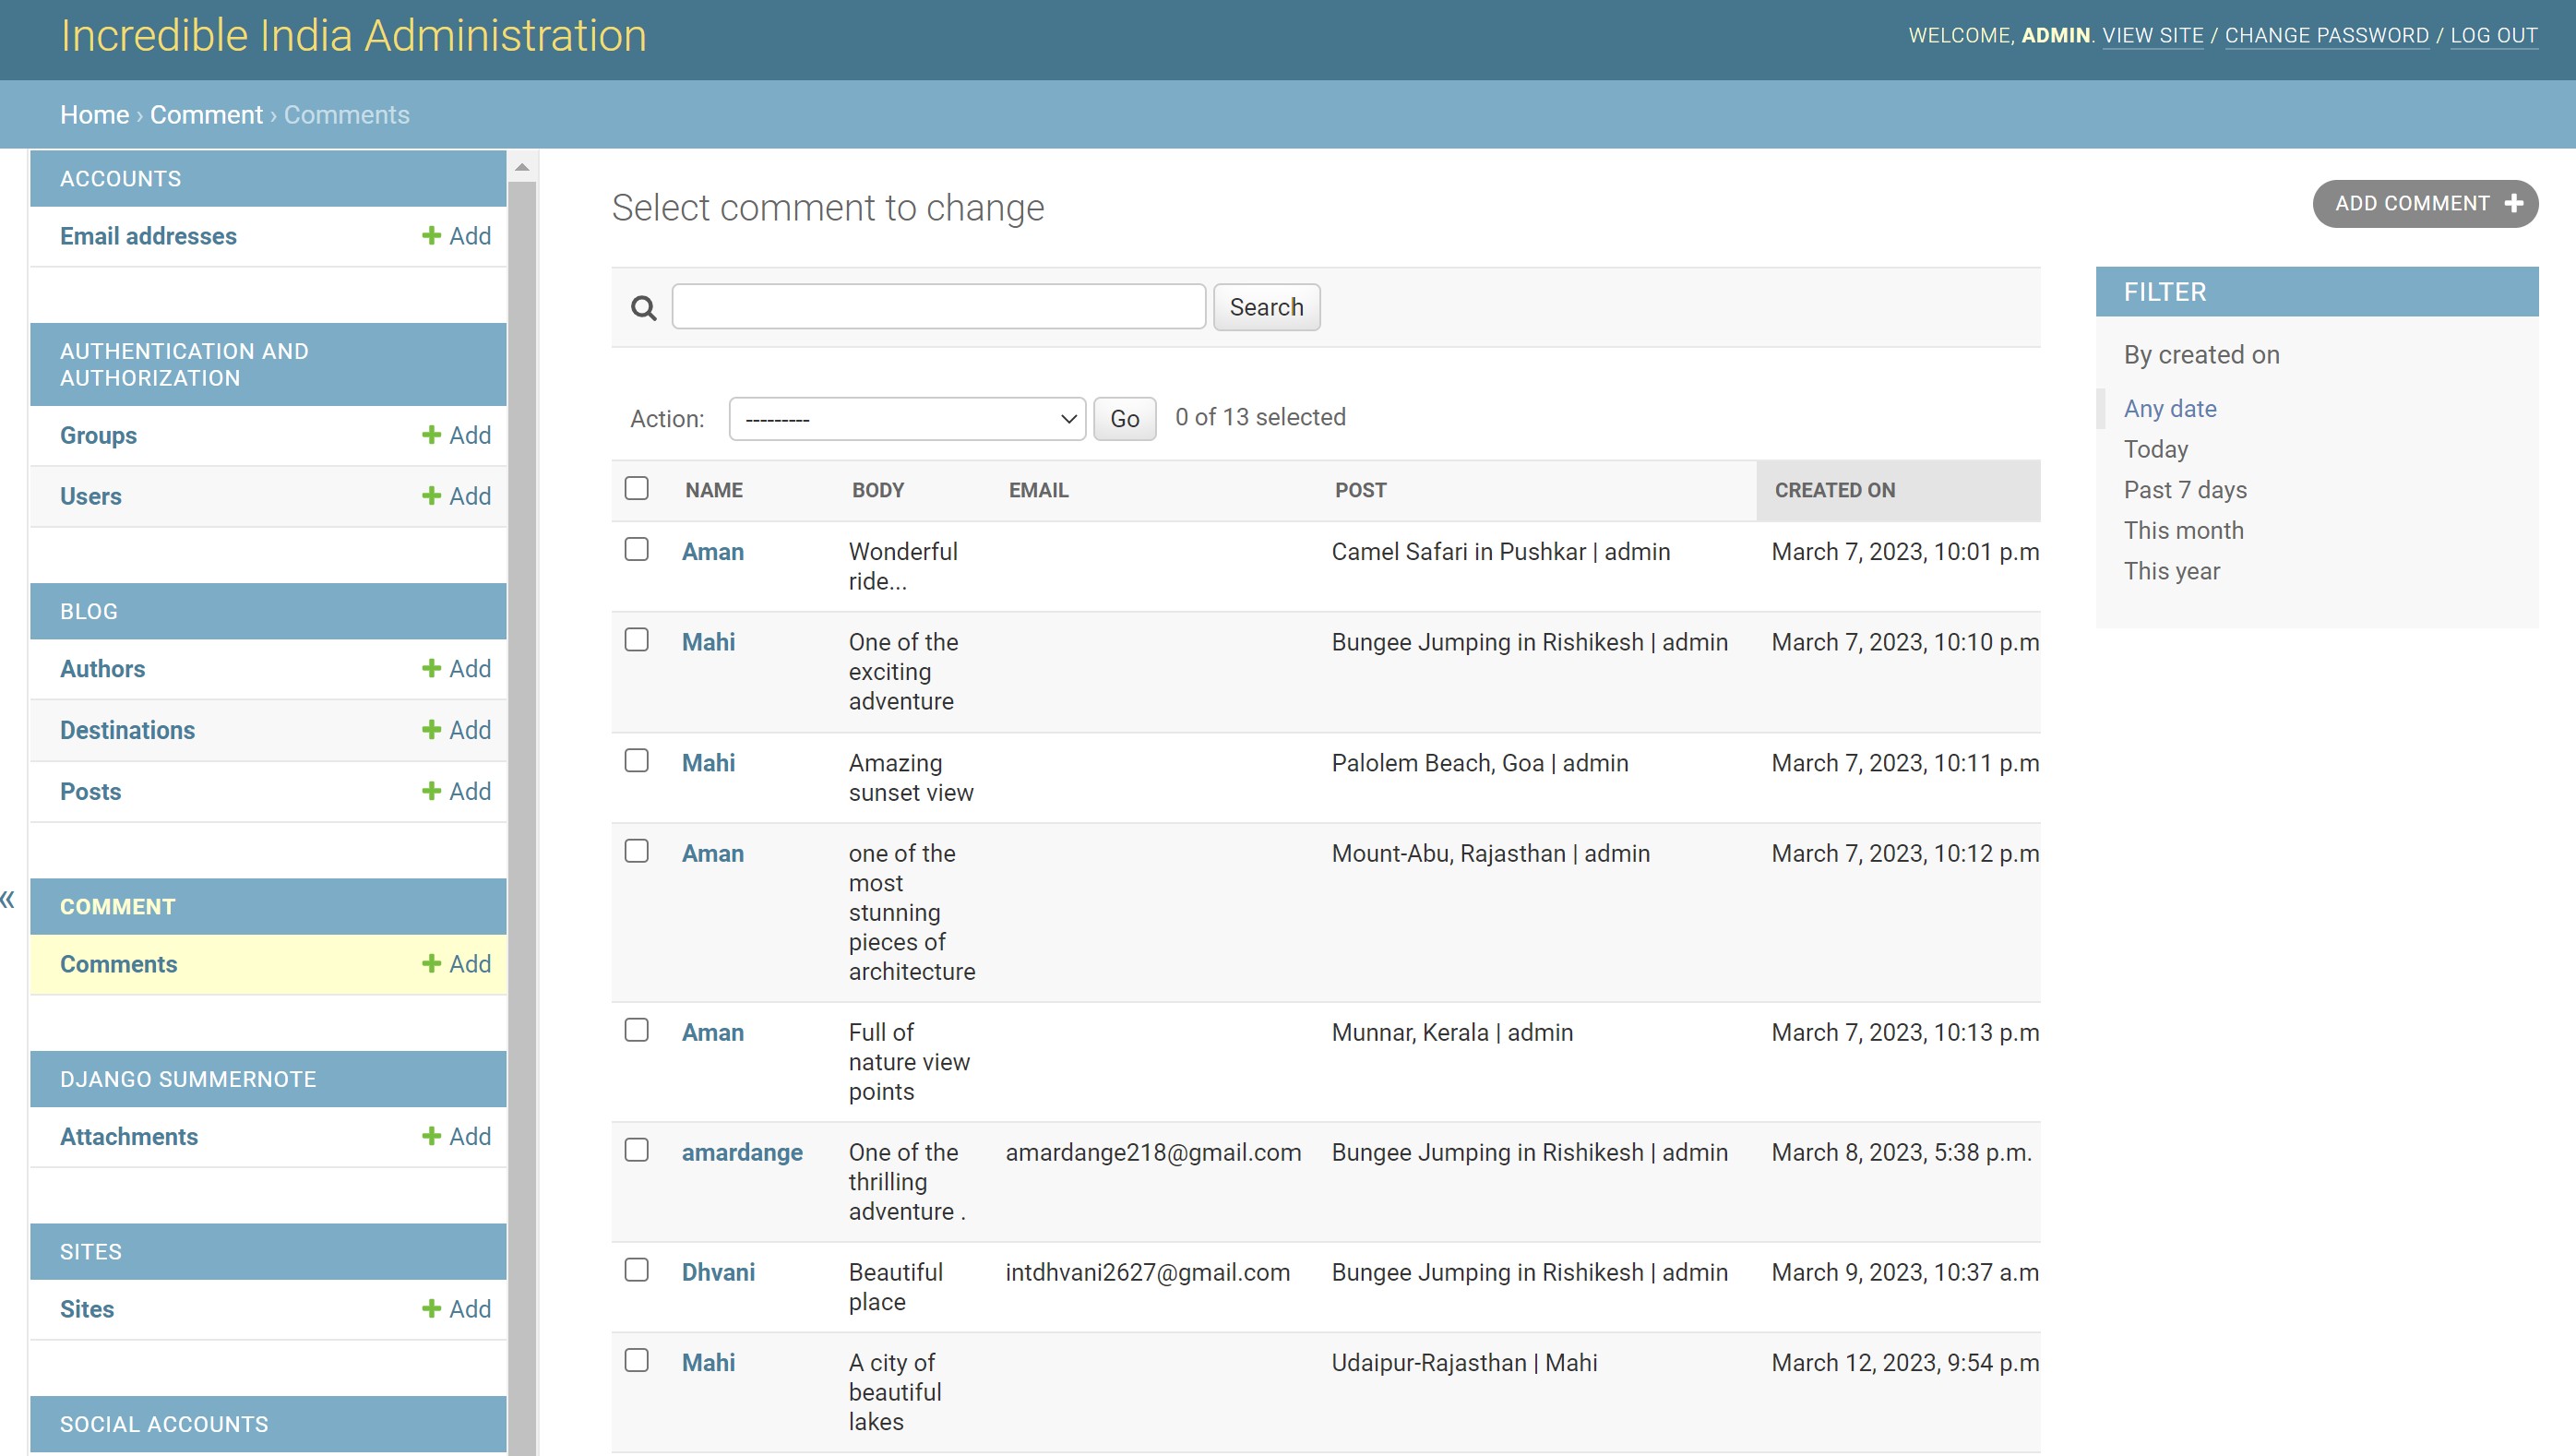 Incredible India Administration
WELCOME, ADMIN. VIEW SITE / CHANGE PASSWORD / LOG OUT
Home › Comment › Comments
ACCOUNTS
Email addresses + Add
AUTHENTICATION AND
AUTHORIZATION
Groups + Add
Users + Add
BLOG
Authors + Add
Destinations + Add
Posts + Add
«
COMMENT
Comments + Add
DJANGO SUMMERNOTE
Attachments + Add
SITES
Sites + Add
SOCIAL ACCOUNTS
Select comment to change
ADD COMMENT +
Search
Action: --------- Go 0 of 13 selected
NAME BODY EMAIL POST CREATED ON
Aman Wonderful Camel Safari in Pushkar | admin March 7, 2023, 10:01 p.m
ride...
Mahi One of the Bungee Jumping in Rishikesh | admin March 7, 2023, 10:10 p.m
exciting
adventure
Mahi Amazing Palolem Beach, Goa | admin March 7, 2023, 10:11 p.m
sunset view
Aman one of the Mount-Abu, Rajasthan | admin March 7, 2023, 10:12 p.m
most
stunning
pieces of
architecture
Aman Full of Munnar, Kerala | admin March 7, 2023, 10:13 p.m
nature view
points
amardange One of the amardange218@gmail.com Bungee Jumping in Rishikesh | admin March 8, 2023, 5:38 p.m.
thrilling
adventure .
Dhvani Beautiful intdhvani2627@gmail.com Bungee Jumping in Rishikesh | admin March 9, 2023, 10:37 a.m
place
Mahi A city of Udaipur-Rajasthan | Mahi March 12, 2023, 9:54 p.m
beautiful
lakes
FILTER
By created on
Any date
Today
Past 7 days
This month
This year